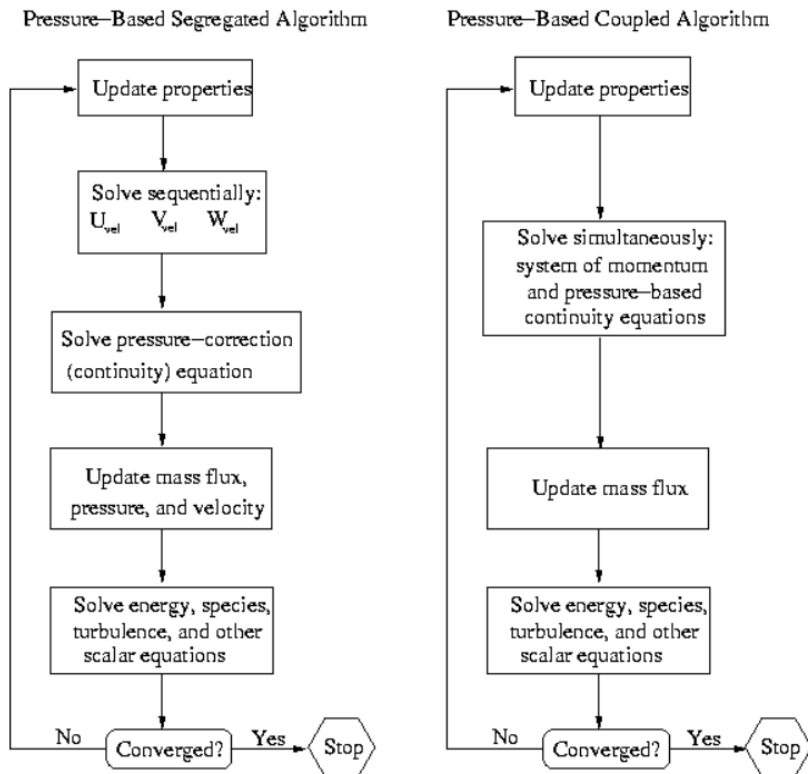 Pressure–Based Segregated Algorithm
Update properties
Solve sequentially:
U_vel V_vel W_vel
Solve pressure–correction
(continuity) equation
Update mass flux,
pressure, and velocity
Solve energy, species,
turbulence, and other
scalar equations
No
Converged?
Yes
Stop
Pressure–Based Coupled Algorithm
Update properties
Solve simultaneously:
system of momentum
and pressure–based
continuity equations
Update mass flux
Solve energy, species,
turbulence, and other
scalar equations
No
Converged?
Yes
Stop